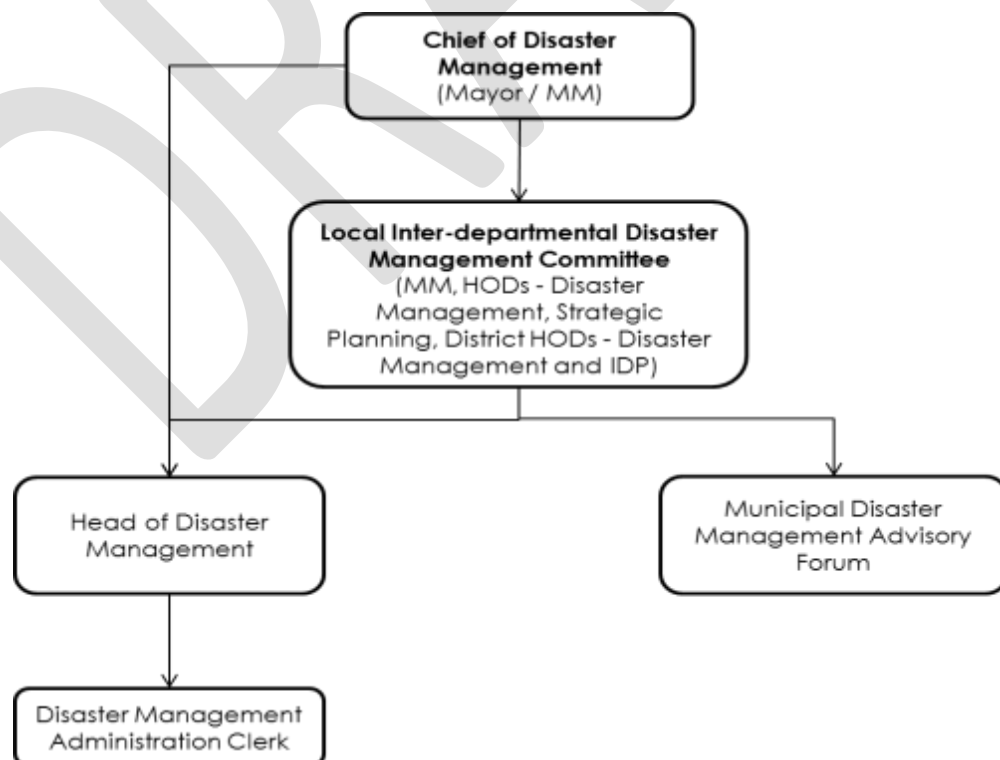 Chief of Disaster
Management
(Mayor / MM)
Local Inter-departmental Disaster
Management Committee
(MM, HODs - Disaster
Management, Strategic
Planning, District HODs - Disaster
Management and IDP)
Head of Disaster
Management
Municipal Disaster
Management Advisory
Forum
Disaster Management
Administration Clerk